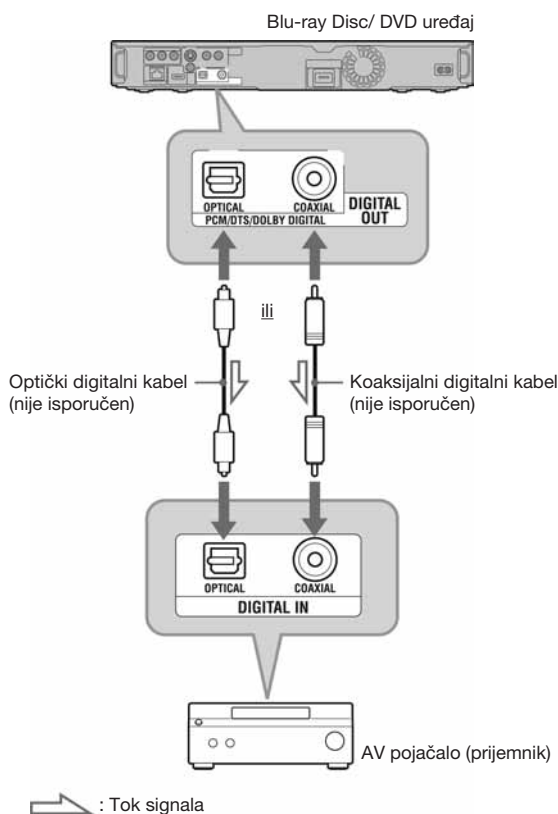 Blu-ray Disc/ DVD uređaj
OPTICAL
COAXIAL
PCM/DTS/DOLBY DIGITAL
DIGITAL
OUT
ili
Optički digitalni kabel
(nije isporučen)
Koaksijalni digitalni kabel
(nije isporučen)
OPTICAL
COAXIAL
DIGITAL IN
AV pojačalo (prijemnik)
: Tok signala